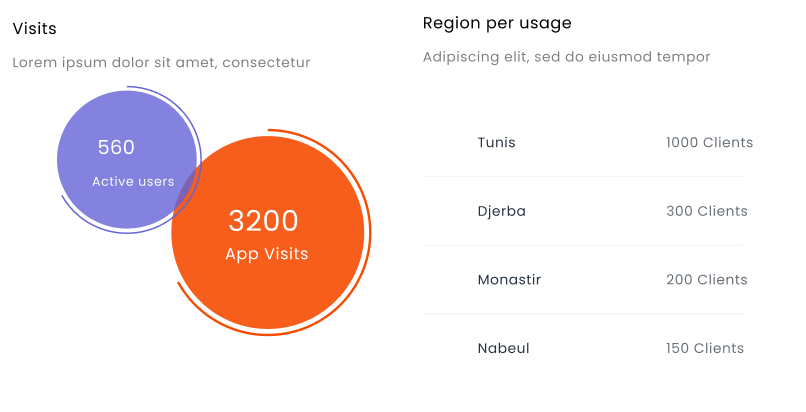 Visits
Lorem ipsum dolor sit amet, consectetur
560
Active users
3200
App Visits
Region per usage
Adipiscing elit, sed do eiusmod tempor
Tunis 1000 Clients
Djerba 300 Clients
Monastir 200 Clients
Nabeul 150 Clients